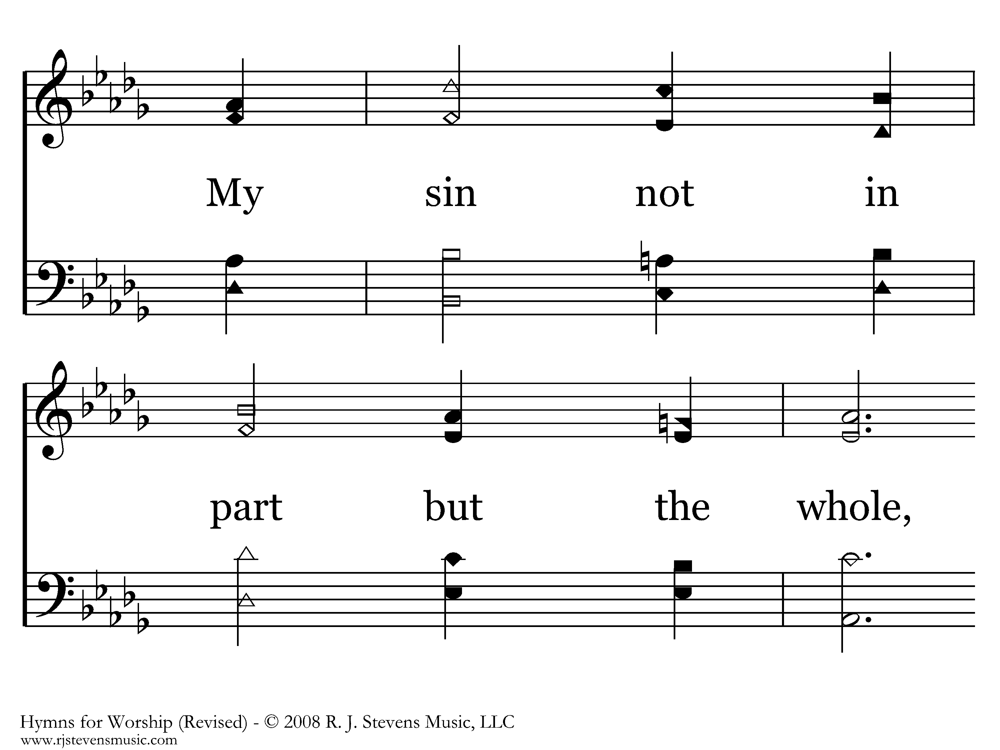 My sin not in
part but the whole,
Hymns for Worship (Revised) - © 2008 R. J. Stevens Music, LLC
www.rjstevensmusic.com